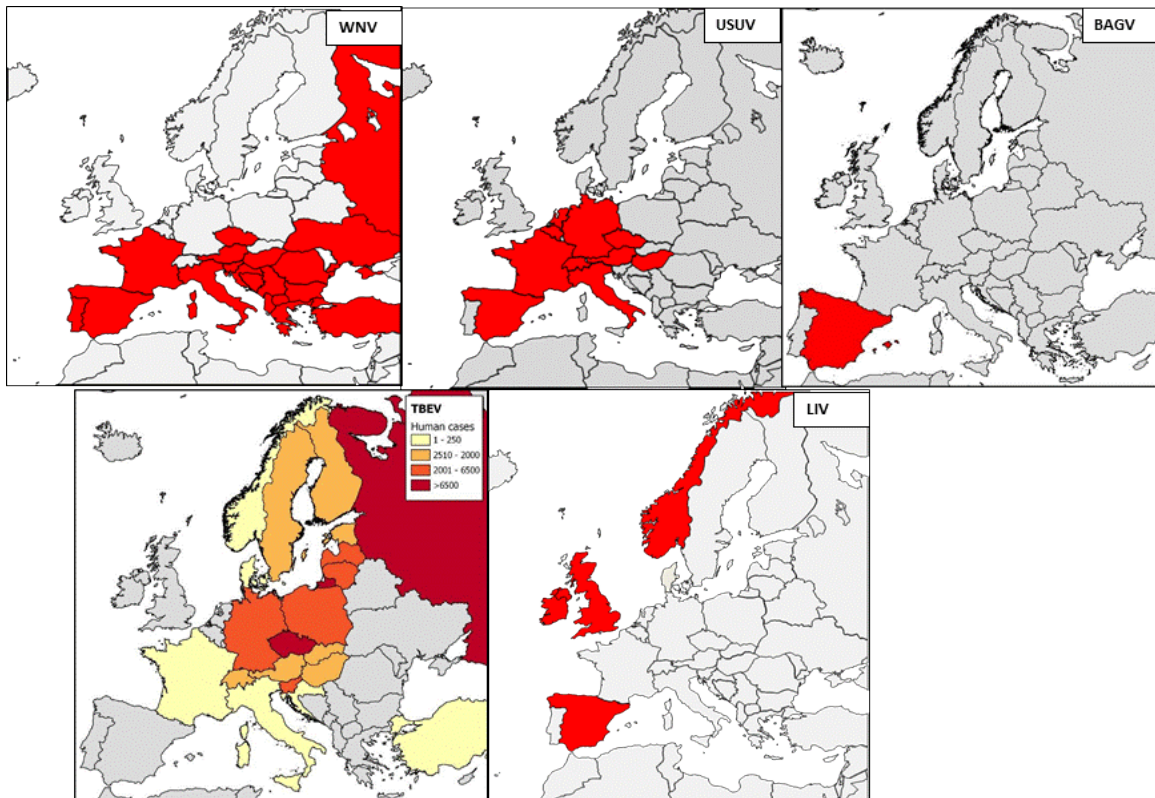 WNV
USUV
BAGV
TBEV
Human cases
1 - 250
2510 - 2000
2001 - 6500
>6500
LIV